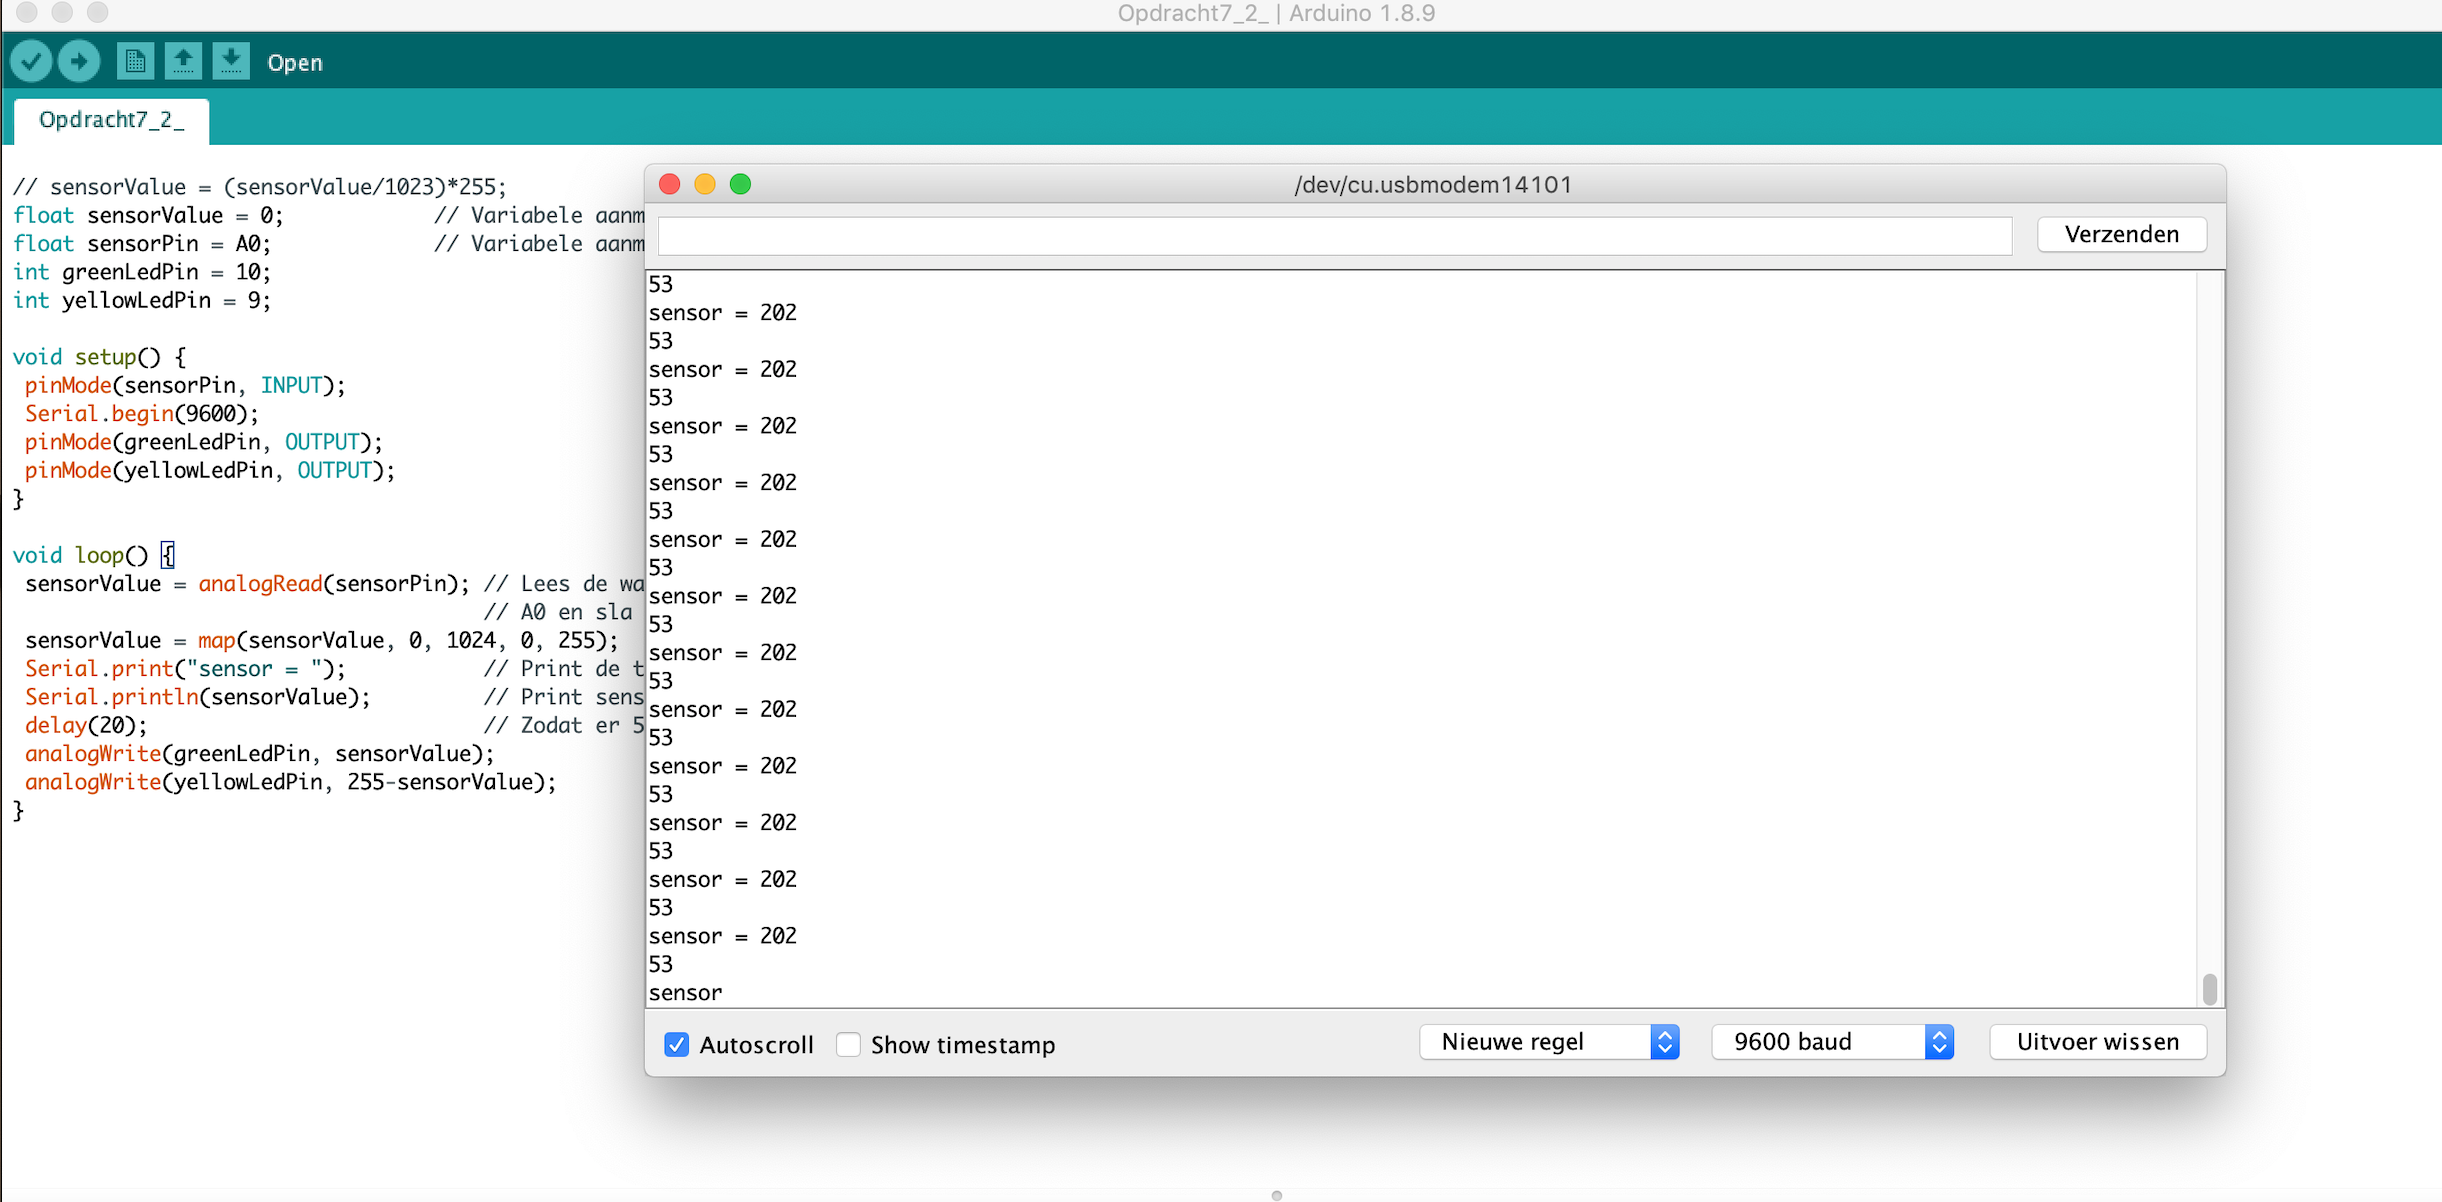 Opdracht7_2_ | Arduino 1.8.9
Open
Opdracht7_2_
// sensorValue = (sensorValue/1023)*255;
float sensorValue = 0; // Variabele aanm
float sensorPin = A0; // Variabele aanm
int greenLedPin = 10;
int yellowLedPin = 9;
void setup() {
pinMode(sensorPin, INPUT);
Serial.begin(9600);
pinMode(greenLedPin, OUTPUT);
pinMode(yellowLedPin, OUTPUT);
}
void loop() {
sensorValue = analogRead(sensorPin); // Lees de wa
// A0 en sla
sensorValue = map(sensorValue, 0, 1024, 0, 255);
Serial.print("sensor = "); // Print de t
Serial.println(sensorValue); // Print sens
delay(20); // Zodat er 5
analogWrite(greenLedPin, sensorValue);
analogWrite(yellowLedPin, 255-sensorValue);
}
/dev/cu.usbmodem14101
Verzenden
53
sensor = 202
53
sensor = 202
53
sensor = 202
53
sensor = 202
53
sensor = 202
53
sensor = 202
53
sensor = 202
53
sensor = 202
53
sensor = 202
53
sensor = 202
53
sensor = 202
53
sensor = 202
53
sensor
Autoscroll
Show timestamp
Nieuwe regel
9600 baud
Uitvoer wissen